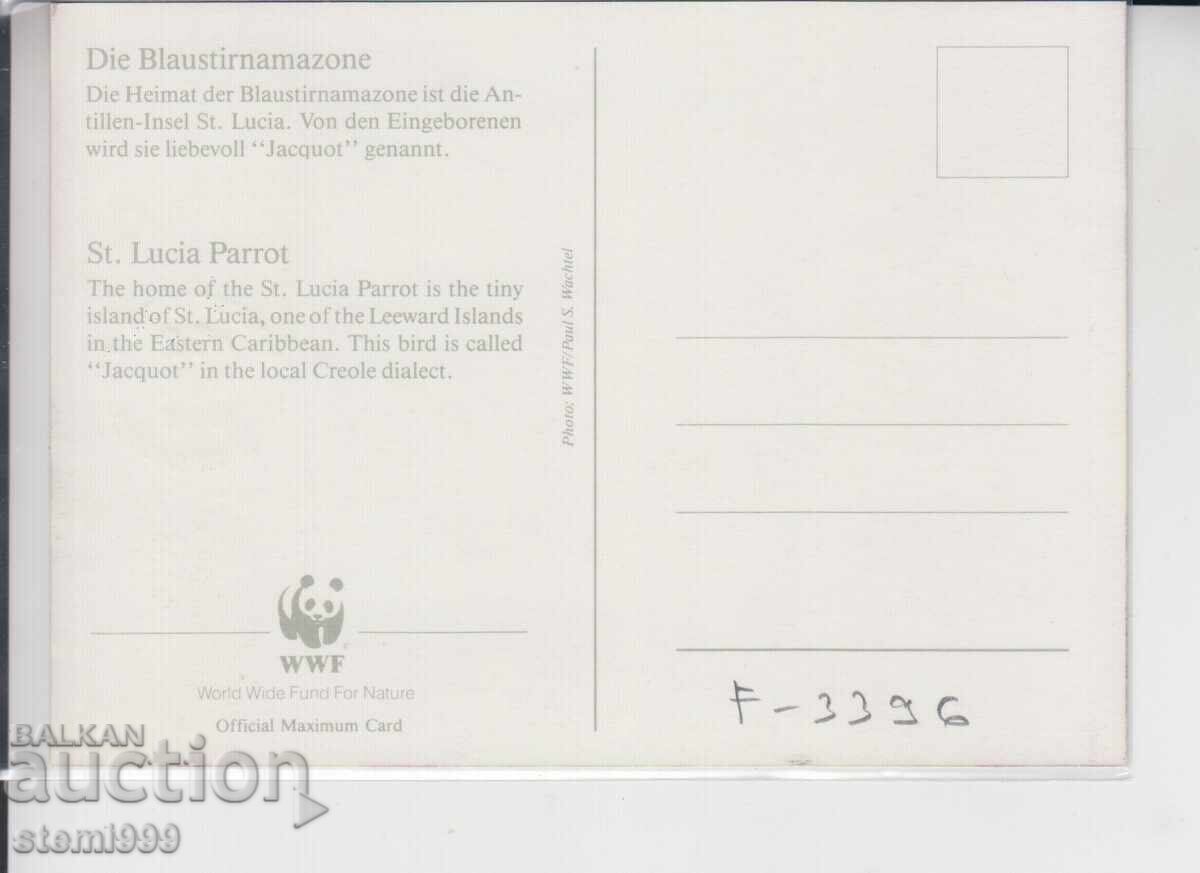 Die Blaustirnamazone
Die Heimat der Blaustirnamazone ist die An-
tillen-Insel St. Lucia. Von den Eingeborenen
wird sie liebevoll “Jacquot” genannt.
St. Lucia Parrot
The home of the St. Lucia Parrot is the tiny
island of St. Lucia, one of the Leeward Islands
in the Eastern Caribbean. This bird is called
“Jacquot” in the local Creole dialect.
Photo: WWF/Paul S. Wachtel
WWF
World Wide Fund For Nature
Official Maximum Card
F-3396
BALKAN
auction
stemi999